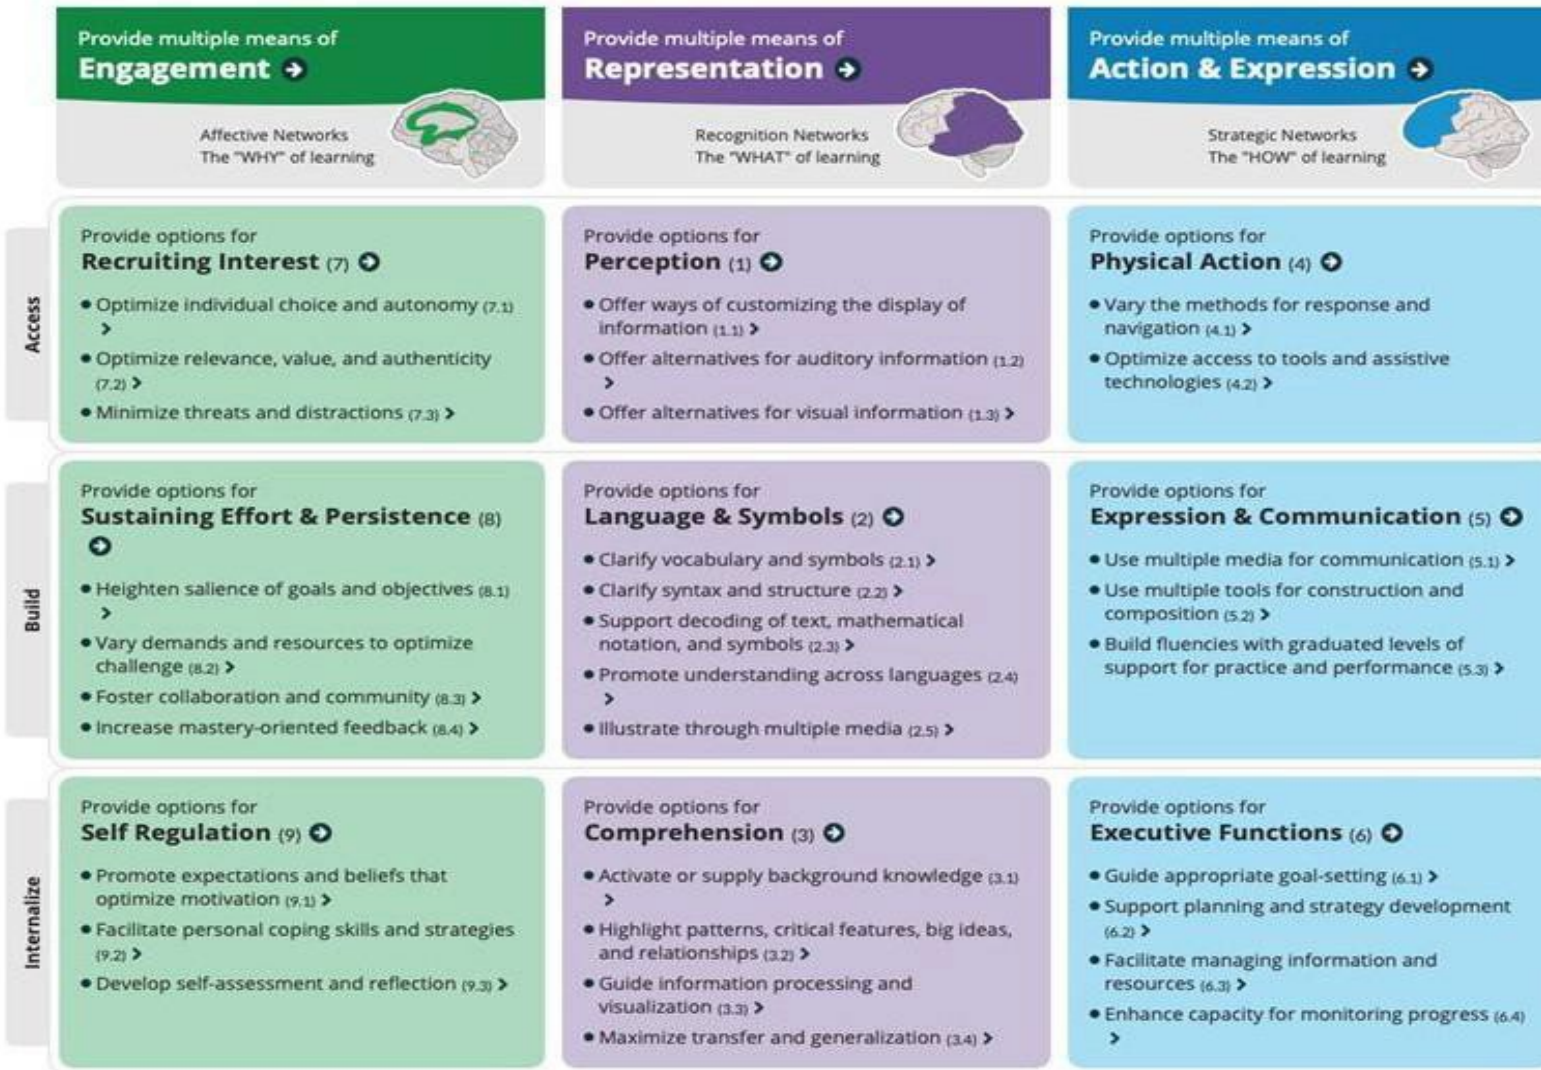 Provide multiple means of
Engagement
Affective Networks
The "WHY" of learning
Provide multiple means of
Representation
Recognition Networks
The "WHAT" of learning
Provide multiple means of
Action & Expression
Strategic Networks
The "HOW" of learning
Access
Provide options for
Recruiting Interest (7)
• Optimize individual choice and autonomy (7.1)
>
• Optimize relevance, value, and authenticity
(7.2) >
• Minimize threats and distractions (7.3) >
Provide options for
Perception (1)
• Offer ways of customizing the display of
information (1.1) >
• Offer alternatives for auditory information (1.2)
>
• Offer alternatives for visual information (1.3) >
Provide options for
Physical Action (4)
• Vary the methods for response and
navigation (4.1) >
• Optimize access to tools and assistive
technologies (4.2) >
Build
Provide options for
Sustaining Effort & Persistence (8)
• Heighten salience of goals and objectives (8.1)
>
• Vary demands and resources to optimize
challenge (8.2) >
• Foster collaboration and community (8.3) >
• Increase mastery-oriented feedback (8.4) >
Provide options for
Language & Symbols (2)
• Clarify vocabulary and symbols (2.1) >
• Clarify syntax and structure (2.2) >
• Support decoding of text, mathematical
notation, and symbols (2.3) >
• Promote understanding across languages (2.4)
>
• Illustrate through multiple media (2.5) >
Provide options for
Expression & Communication (5)
• Use multiple media for communication (5.1) >
• Use multiple tools for construction and
composition (5.2) >
• Build fluencies with graduated levels of
support for practice and performance (5.3) >
Internalize
Provide options for
Self Regulation (9)
• Promote expectations and beliefs that
optimize motivation (9.1) >
• Facilitate personal coping skills and strategies
(9.2) >
• Develop self-assessment and reflection (9.3) >
Provide options for
Comprehension (3)
• Activate or supply background knowledge (3.1)
>
• Highlight patterns, critical features, big ideas,
and relationships (3.2) >
• Guide information processing and
visualization (3.3) >
• Maximize transfer and generalization (3.4) >
Provide options for
Executive Functions (6)
• Guide appropriate goal-setting (6.1) >
• Support planning and strategy development
(6.2) >
• Facilitate managing information and
resources (6.3) >
• Enhance capacity for monitoring progress (6.4)
>